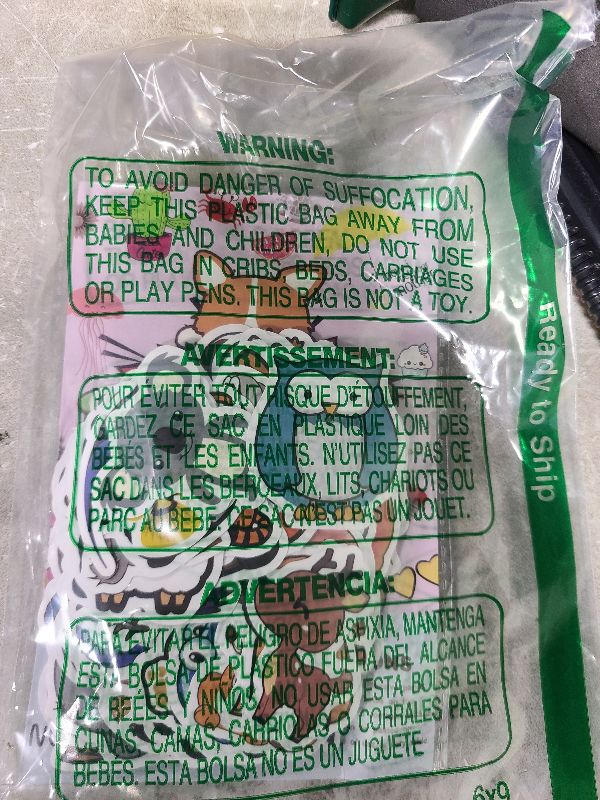 WARNING:
TO AVOID DANGER OF SUFFOCATION,
KEEP THIS PLASTIC BAG AWAY FROM
BABIES AND CHILDREN, DO NOT USE
THIS BAG IN CRIBS, BEDS, CARRIAGES
OR PLAY PENS. THIS BAG IS NOT A TOY.
AVERTISSEMENT:
POUR ÉVITER TOUT RISQUE D'ÉTOUFFEMENT,
GARDEZ CE SAC EN PLASTIQUE LOIN DES
BÉBÉS ET LES ENFANTS. N'UTILISEZ PAS CE
SAC DANS LES BERCEAUX, LITS, CHARIOTS OU
PARC AU BEBE. CE SAC N'EST PAS UN JOUET.
ADVERTENCIA:
PARA EVITAR EL PELIGRO DE ASFIXIA, MANTENGA
ESTA BOLSA DE PLASTICO FUERA DEL ALCANCE
DE BEBES Y NIÑOS. NO USAR ESTA BOLSA EN
CUNAS, CAMAS, CARRIOLAS O CORRALES PARA
BEBES. ESTA BOLSA NO ES UN JUGUETE
Ready to Ship
6x9